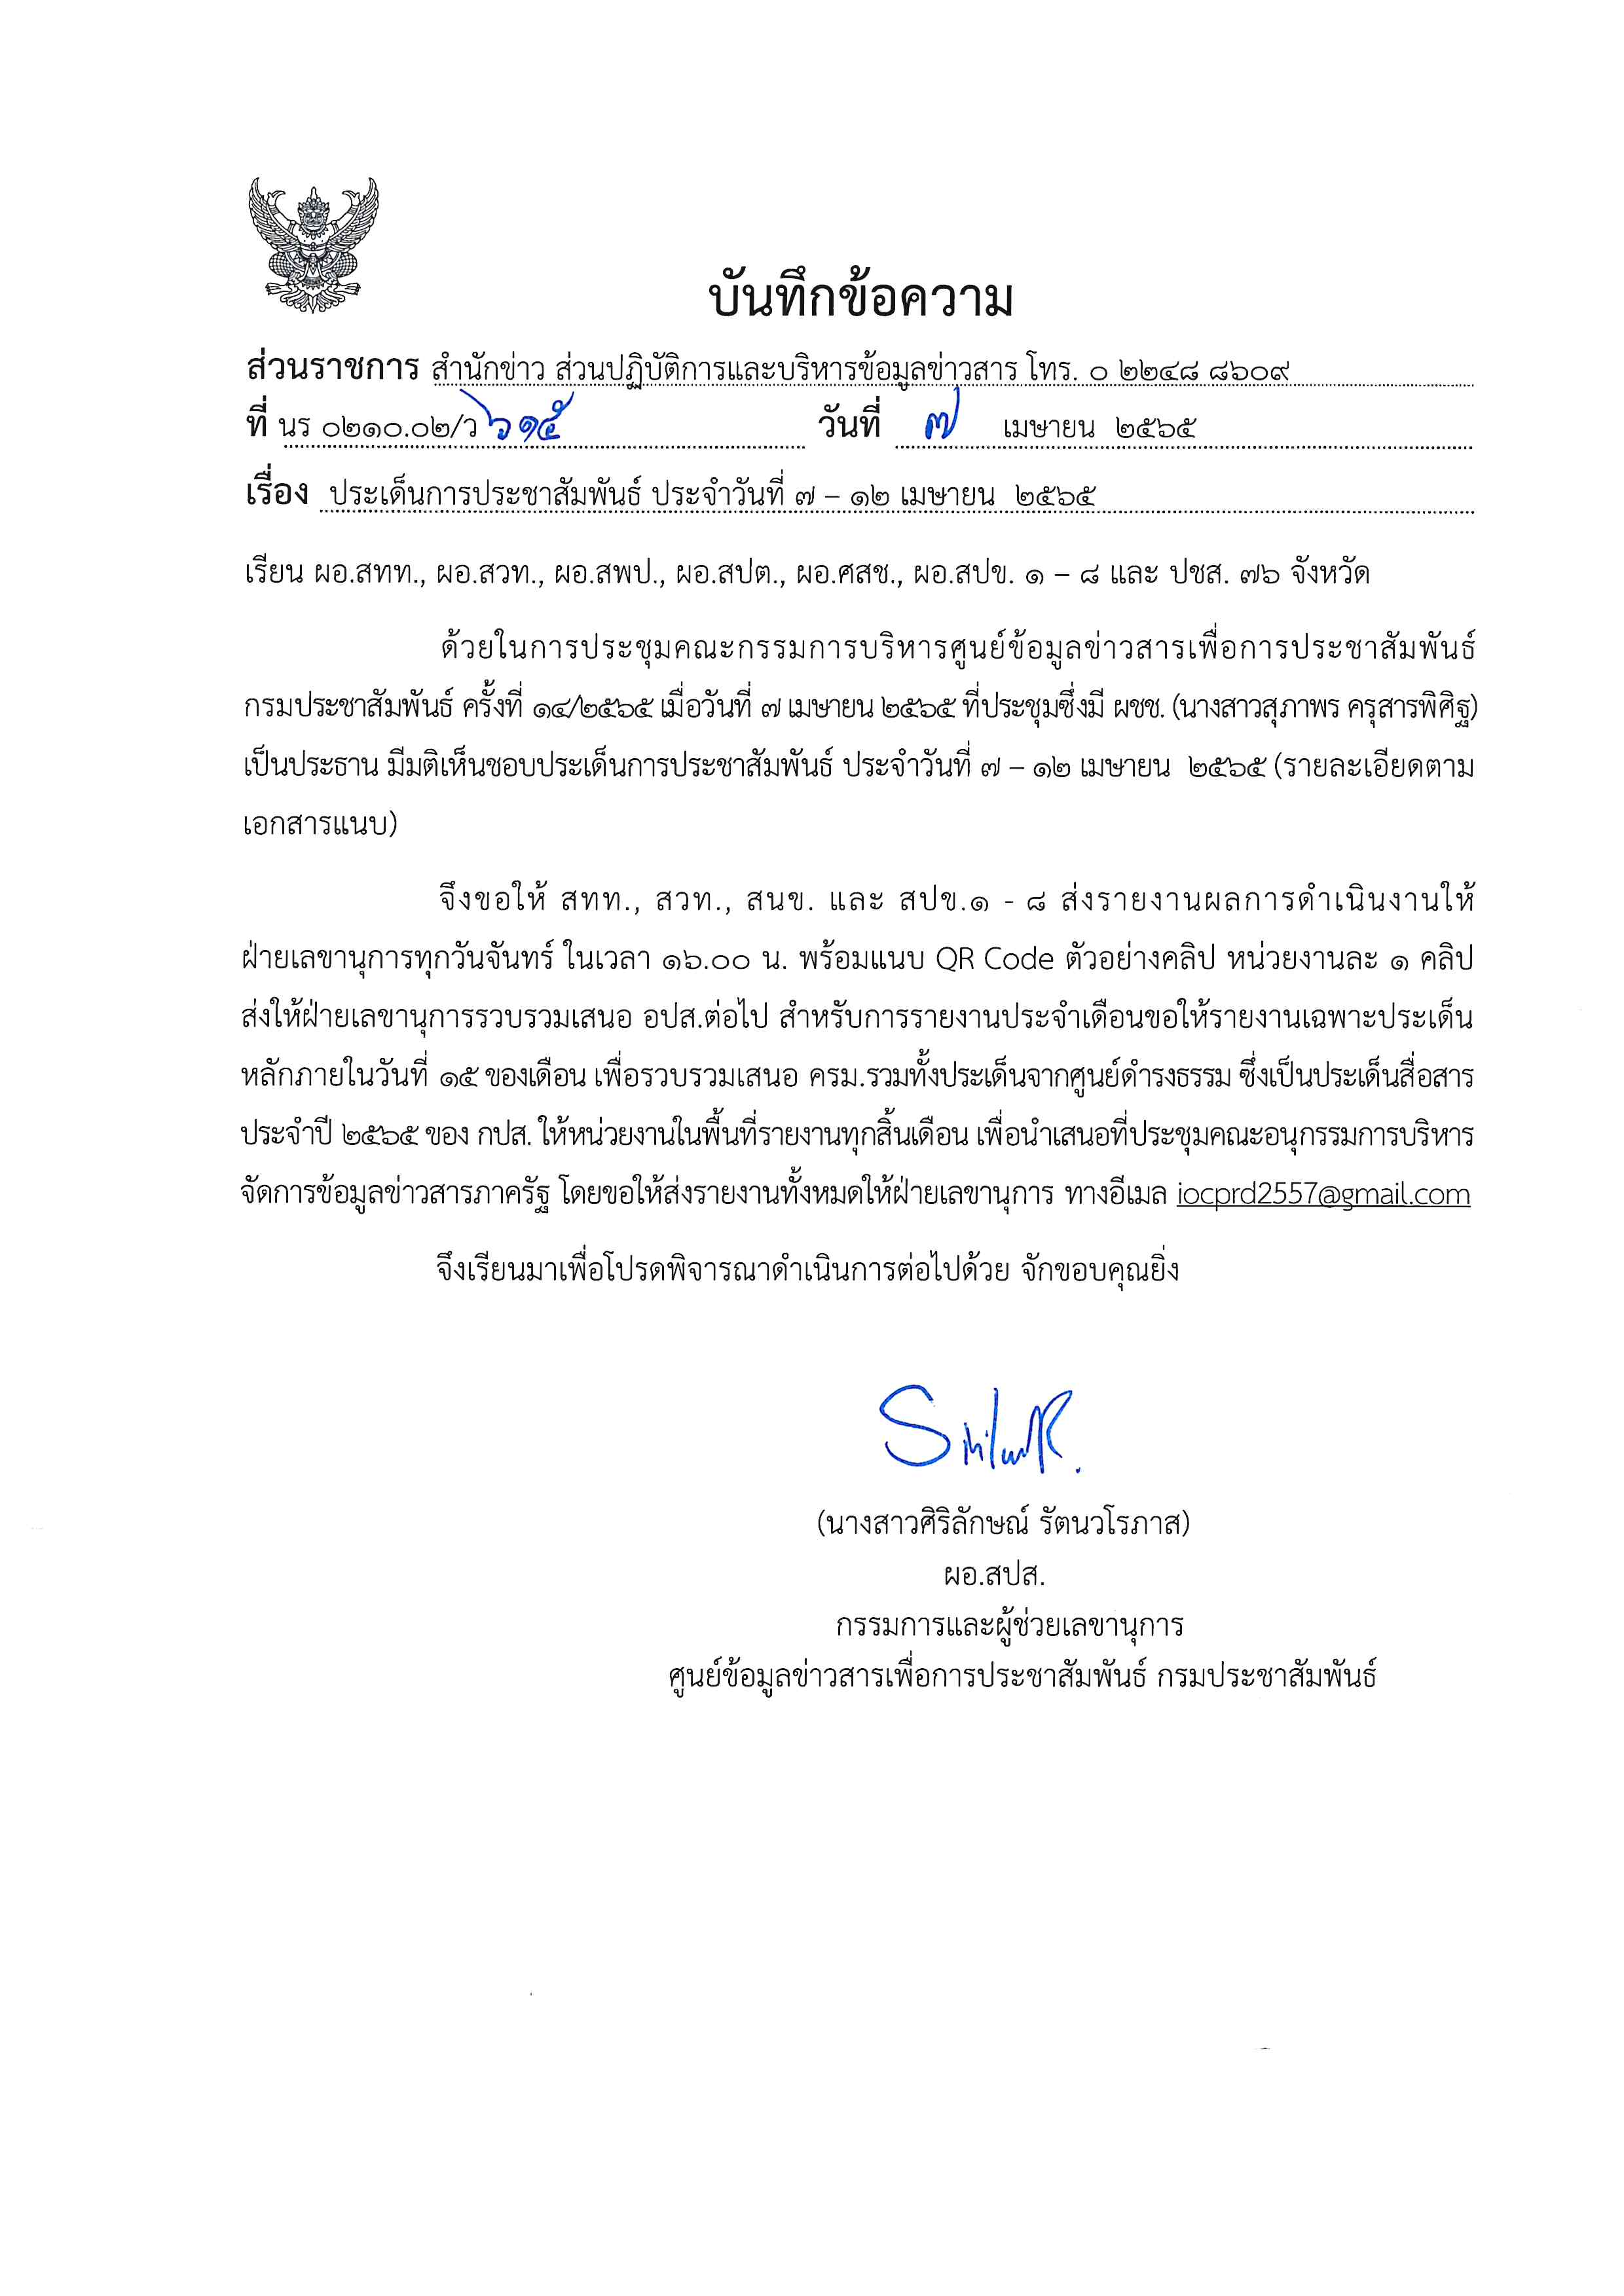 บันทึกข้อความ
ส่วนราชการ สำนักข่าว ส่วนปฏิบัติการและบริหารข้อมูลข่าวสาร โทร. ๐ ๒๒๔๘ ๘๖๐๙
ที่ นร ๐๒๑๐.๐๒/ว ๖๑๕ วันที่ ๗ เมษายน ๒๕๖๕
เรื่อง ประเด็นการประชาสัมพันธ์ ประจำวันที่ ๗ – ๑๒ เมษายน ๒๕๖๕
เรียน ผอ.สทท., ผอ.สวท., ผอ.สพป., ผอ.สปต., ผอ.ศสช., ผอ.สปข. ๑ – ๘ และ ปชส. ๗๖ จังหวัด
ด้วยในการประชุมคณะกรรมการบริหารศูนย์ข้อมูลข่าวสารเพื่อการประชาสัมพันธ์
กรมประชาสัมพันธ์ ครั้งที่ ๑๔/๒๕๖๕ เมื่อวันที่ ๗ เมษายน ๒๕๖๕ ที่ประชุมซึ่งมี ผชช. (นางสาวสุภาพร ครุสารพิศิฐ)
เป็นประธาน มีมติเห็นชอบประเด็นการประชาสัมพันธ์ ประจำวันที่ ๗ – ๑๒ เมษายน ๒๕๖๕ (รายละเอียดตาม
เอกสารแนบ)
จึงขอให้ สทท., สวท., สนข. และ สปข.๑ - ๘ ส่งรายงานผลการดำเนินงานให้
ฝ่ายเลขานุการทุกวันจันทร์ ในเวลา ๑๖.๐๐ น. พร้อมแนบ QR Code ตัวอย่างคลิป หน่วยงานละ ๑ คลิป
ส่งให้ฝ่ายเลขานุการรวบรวมเสนอ อปส.ต่อไป สำหรับการรายงานประจำเดือนขอให้รายงานเฉพาะประเด็น
หลักภายในวันที่ ๑๕ ของเดือน เพื่อรวบรวมเสนอ ครม.รวมทั้งประเด็นจากศูนย์ดำรงธรรม ซึ่งเป็นประเด็นสื่อสาร
ประจำปี ๒๕๖๕ ของ กปส. ให้หน่วยงานในพื้นที่รายงานทุกสิ้นเดือน เพื่อนำเสนอที่ประชุมคณะอนุกรรมการบริหาร
จัดการข้อมูลข่าวสารภาครัฐ โดยขอให้ส่งรายงานทั้งหมดให้ฝ่ายเลขานุการ ทางอีเมล iocprd2557@gmail.com
จึงเรียนมาเพื่อโปรดพิจารณาดำเนินการต่อไปด้วย จักขอบคุณยิ่ง
(นางสาวศิริลักษณ์ รัตนวโรภาส)
ผอ.สปส.
กรรมการและผู้ช่วยเลขานุการ
ศูนย์ข้อมูลข่าวสารเพื่อการประชาสัมพันธ์ กรมประชาสัมพันธ์